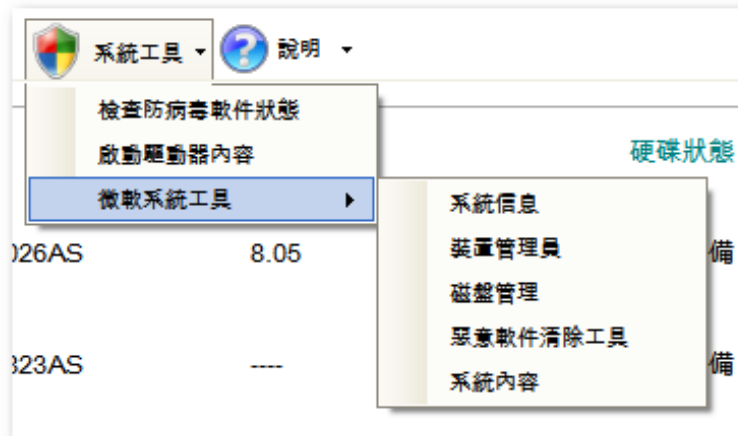 系統工具 說明
檢查防病毒軟件狀態
啟動驅動器內容
硬碟狀態
微軟系統工具
系統信息
026AS 8.05 裝置管理員 備
磁盤管理
惡意軟件清除工具
323AS ---- 備
系統內容